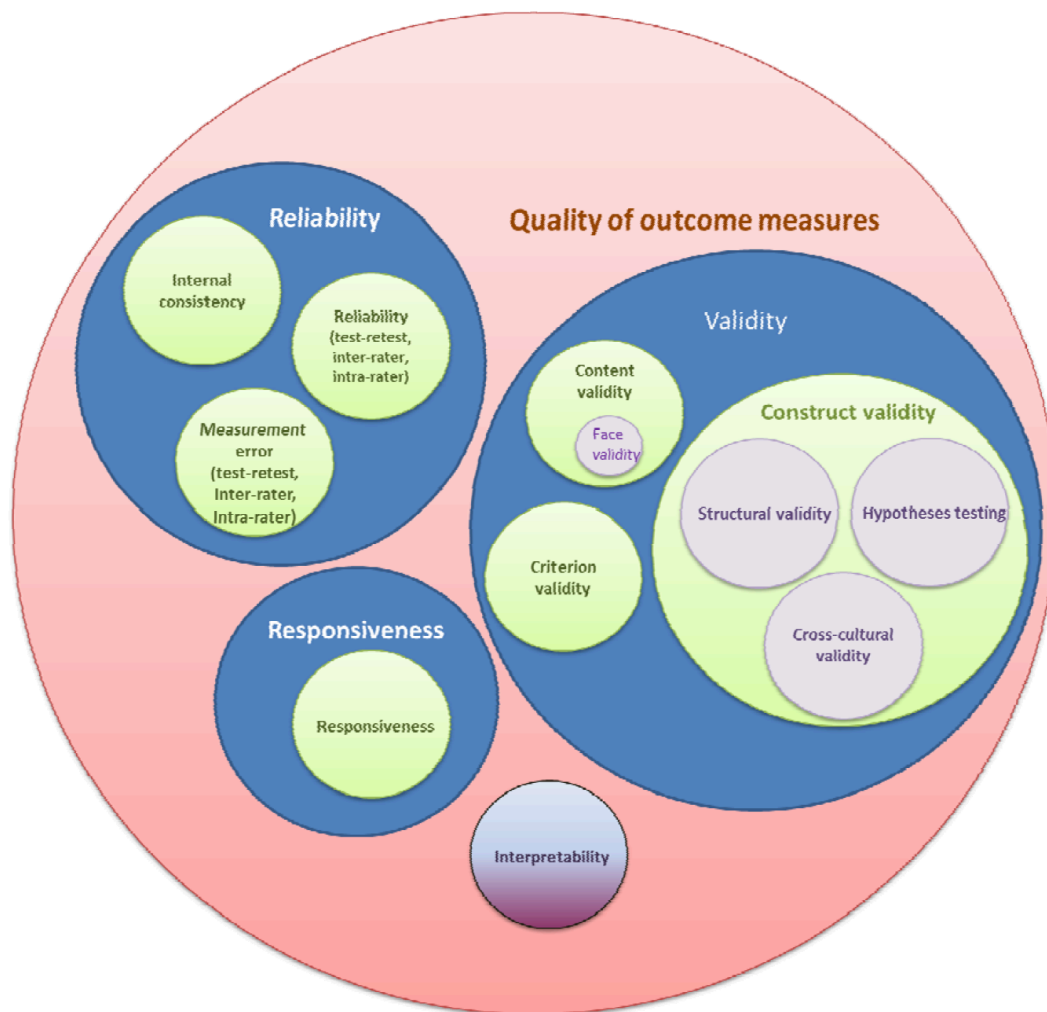 Quality of outcome measures
Reliability
Internal
consistency
Reliability
(test-retest,
inter-rater,
intra-rater)
Measurement
error
(test-retest,
Inter-rater,
Intra-rater)
Validity
Content
validity
Face
validity
Criterion
validity
Construct validity
Structural validity
Hypotheses testing
Cross-cultural
validity
Responsiveness
Responsiveness
Interpretability